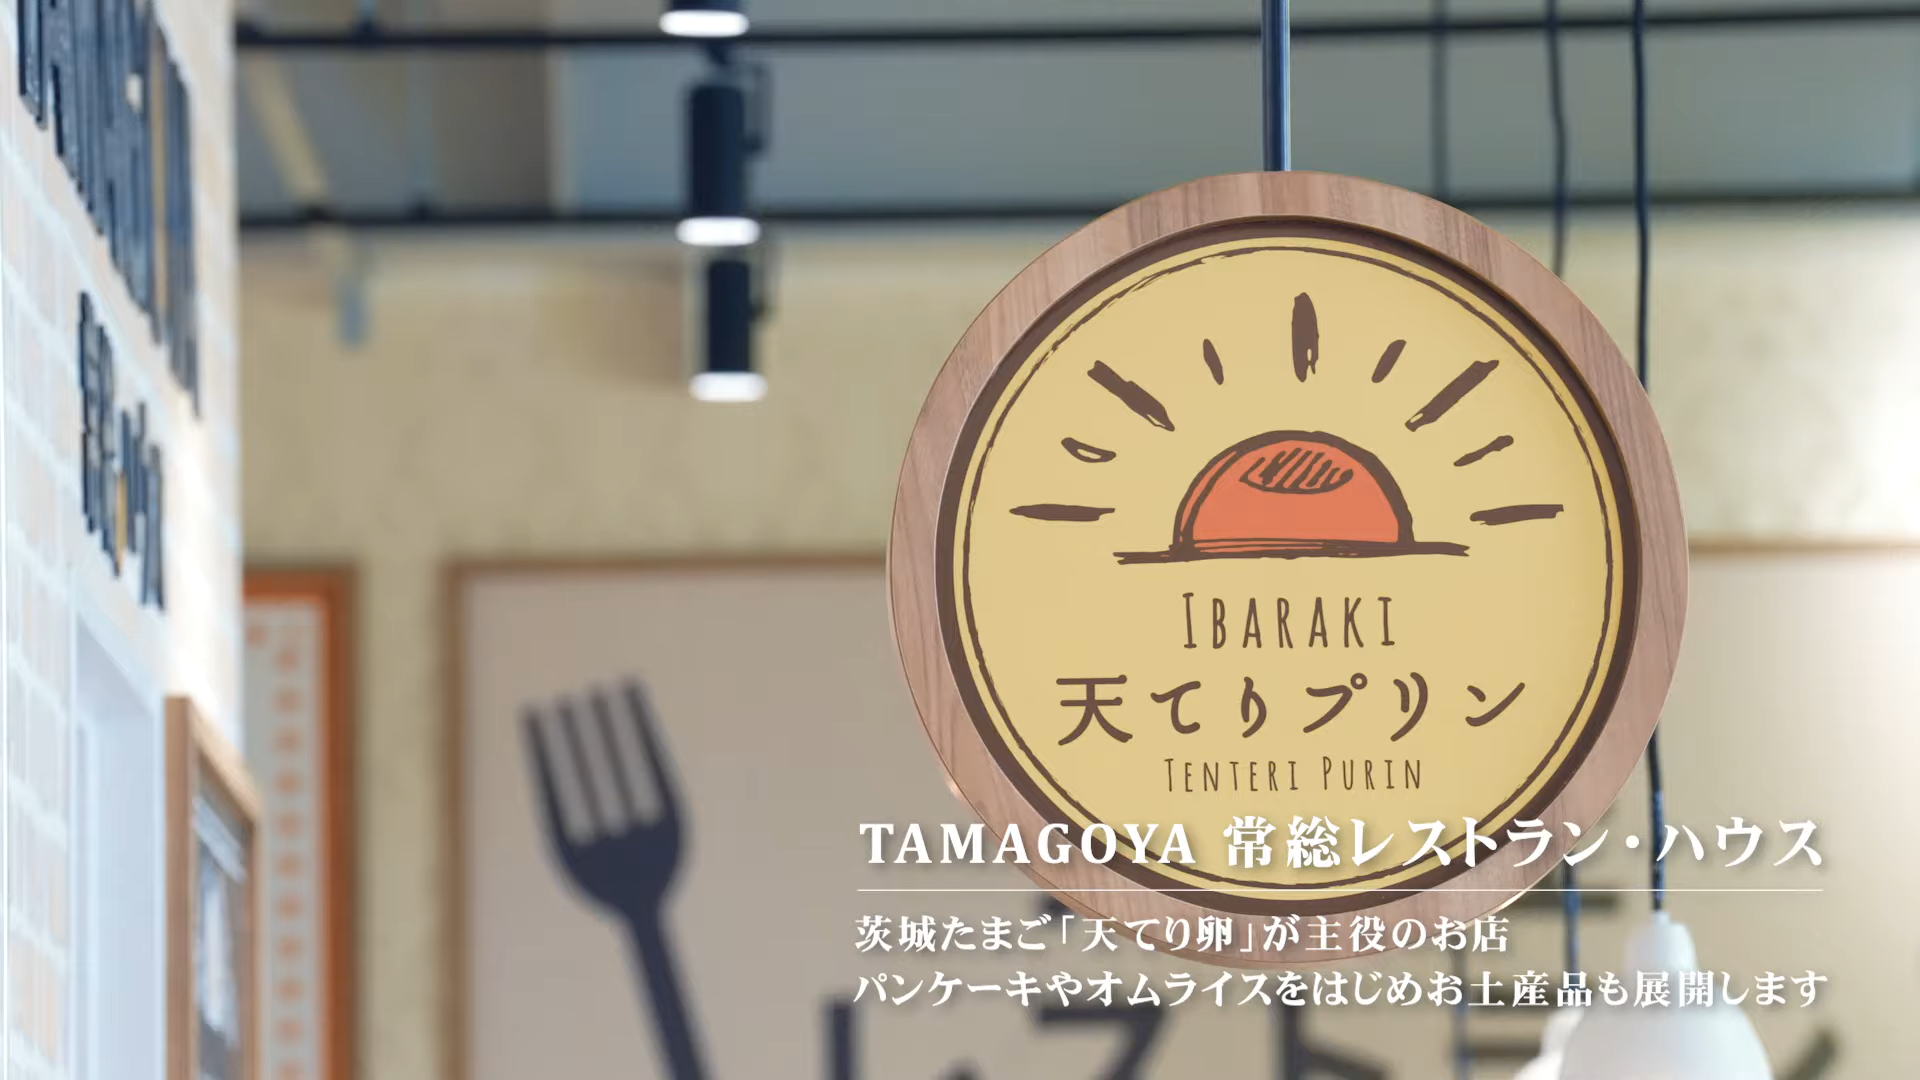 IBARAKI
天てりプリン
TENTERI PURIN
TAMAGOYA 常総レストラン・ハウス
茨城たまご「天てり卵」が主役のお店
パンケーキやオムライスをはじめお土産品も展開します